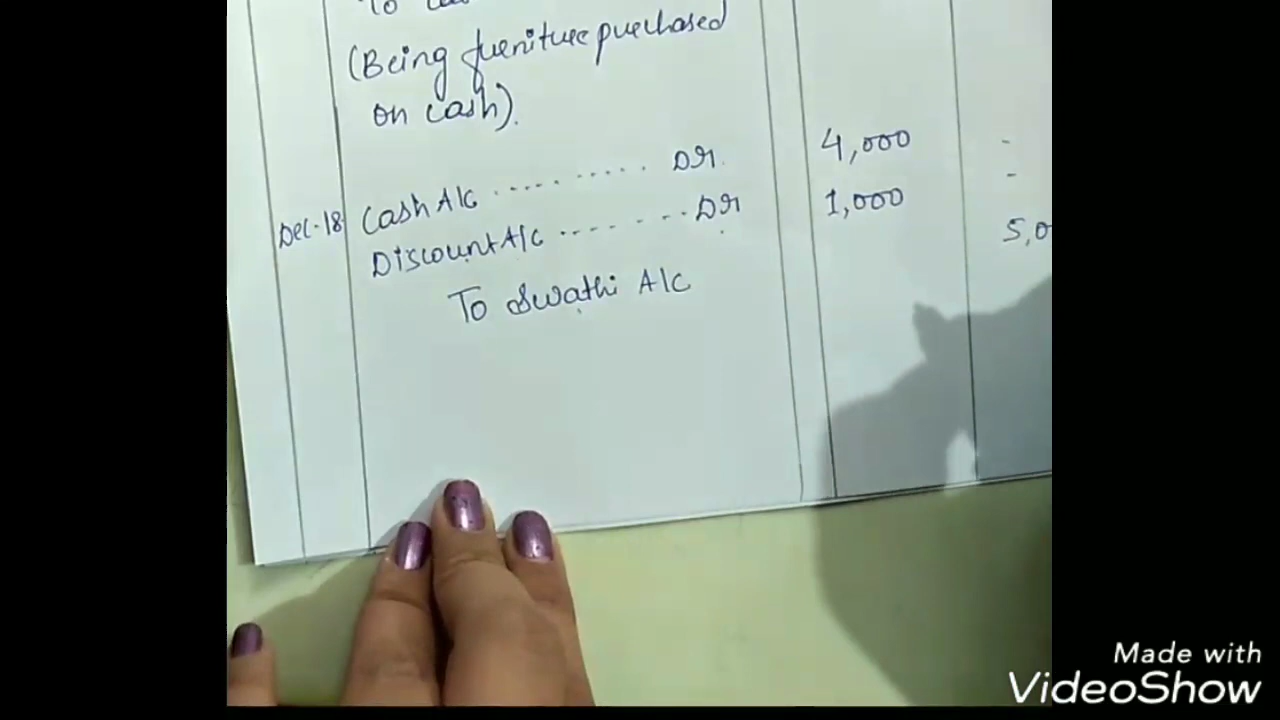 To
(Being furniture purchased
on cash).
Dec-18 Cash A/c .......... Dr. 4,000 -
Discount A/c ......... Dr 1,000 -
To Swathi A/c 5,0
Made with
VideoShow